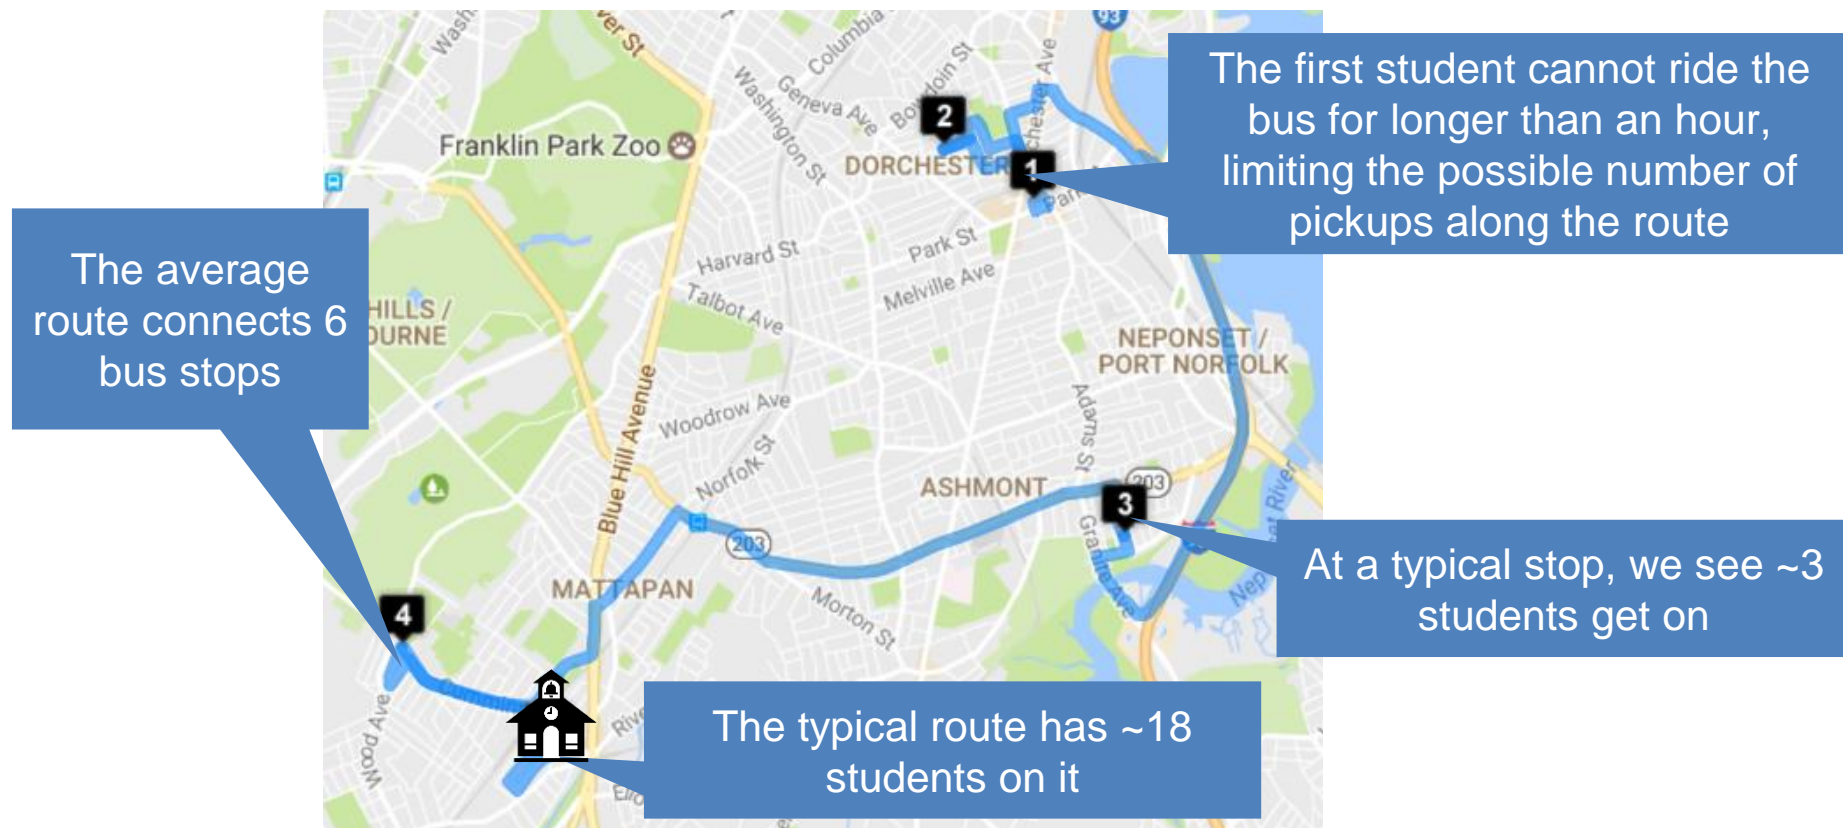 The first student cannot ride the
bus for longer than an hour,
limiting the possible number of
pickups along the route
The average
route connects 6
bus stops
At a typical stop, we see ~3
students get on
The typical route has ~18
students on it
93
Columbia
Bowdoin St
Geneva Ave
Washington St
2
Franklin Park Zoo
DORCHESTER
1
Park St
Harvard St
Melville Ave
Talbot Ave
HILLS /
OURNE
NEPONSET /
PORT NORFOLK
Blue Hill Avenue
Woodrow Ave
Adams St
Norfolk St
ASHMONT
203
3
Granite Ave
203
MATTAPAN
Morton St
4
Wood Ave